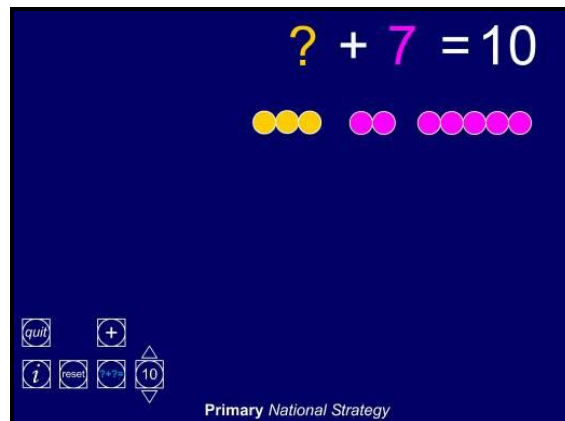 ? + 7 = 10
quit +
i reset ?+?= 10
Primary National Strategy